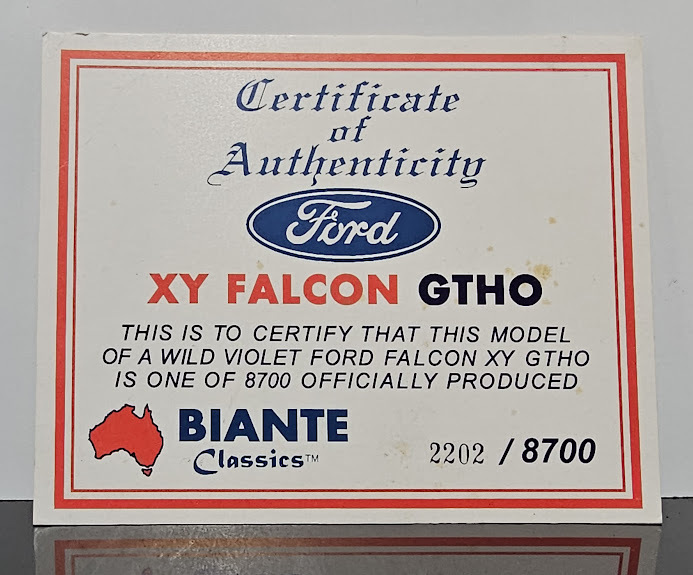 Certificate
of
Authenticity
Ford
XY FALCON GTHO
THIS IS TO CERTIFY THAT THIS MODEL
OF A WILD VIOLET FORD FALCON XY GTHO
IS ONE OF 8700 OFFICIALLY PRODUCED
BIANTE
Classics™
2202 / 8700